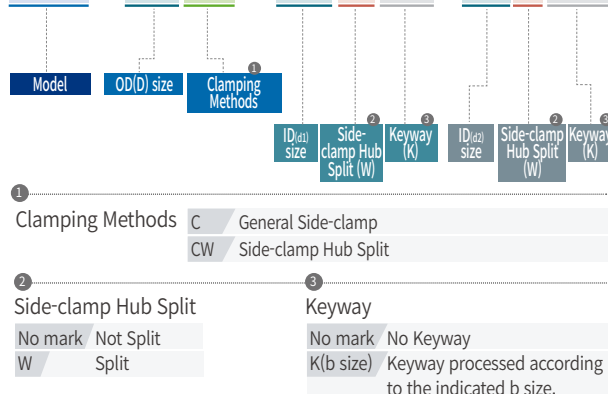 Model
OD(D) size
1
Clamping
Methods
ID(d1)
size
2
Side-
clamp Hub
Split (W)
3
Keyway
(K)
ID(d2)
size
2
Side-clamp
Hub Split
(W)
3
Keyway
(K)
1
Clamping Methods
C General Side-clamp
CW Side-clamp Hub Split
2
Side-clamp Hub Split
No mark Not Split
W Split
3
Keyway
No mark No Keyway
K(b size) Keyway processed according
to the indicated b size.